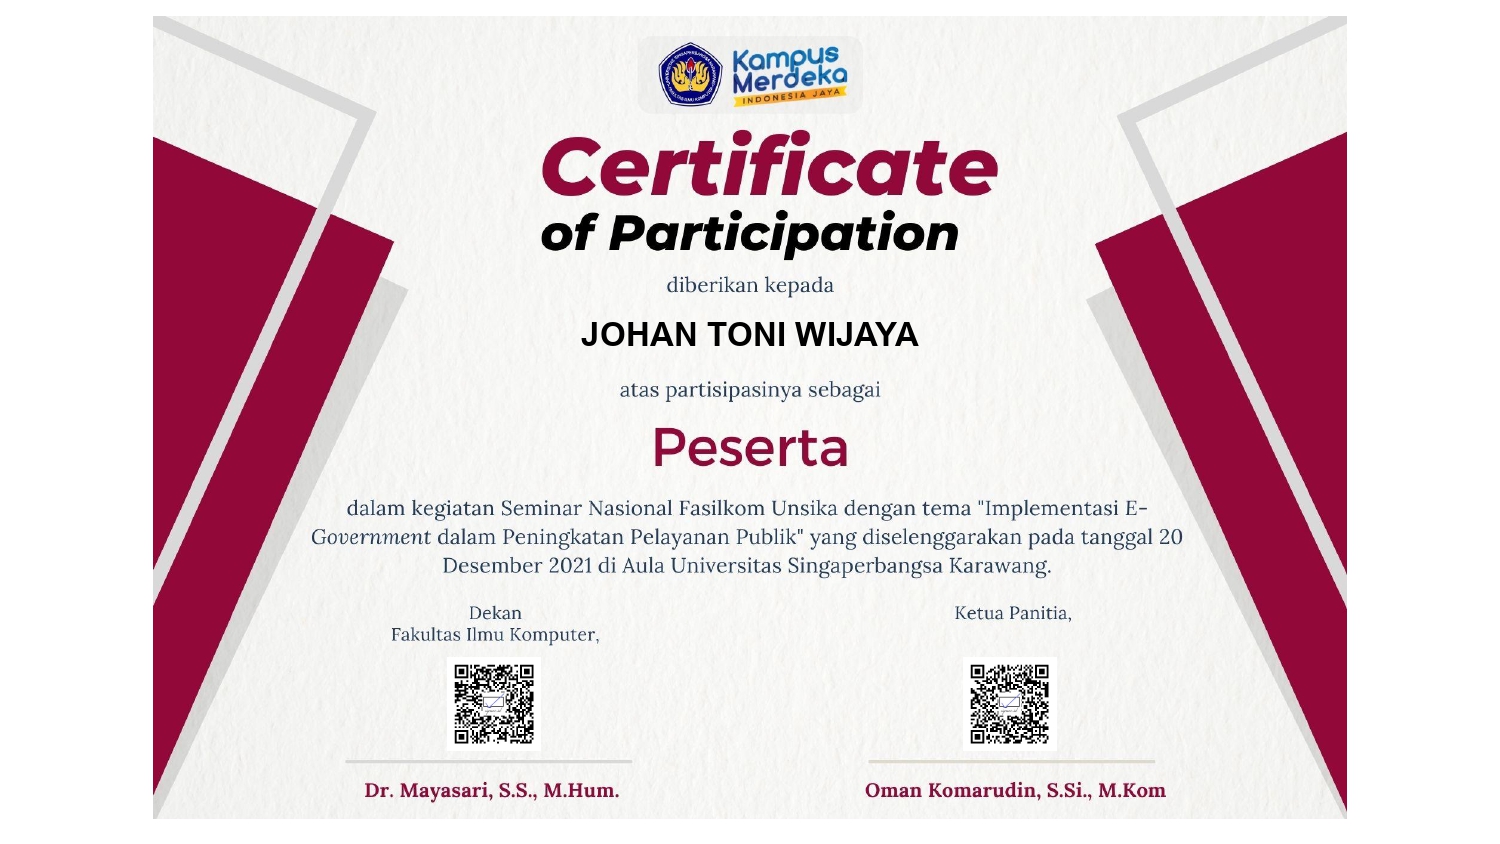 Kampus
Merdeka
INDONESIA JAYA
Certificate
of Participation
diberikan kepada
JOHAN TONI WIJAYA
atas partisipasinya sebagai
Peserta
dalam kegiatan Seminar Nasional Fasilkom Unsika dengan tema "Implementasi E-
Government dalam Peningkatan Pelayanan Publik" yang diselenggarakan pada tanggal 20
Desember 2021 di Aula Universitas Singaperbangsa Karawang.
Dekan
Fakultas Ilmu Komputer,
Ketua Panitia,
Dr. Mayasari, S.S., M.Hum.
Oman Komarudin, S.Si., M.Kom